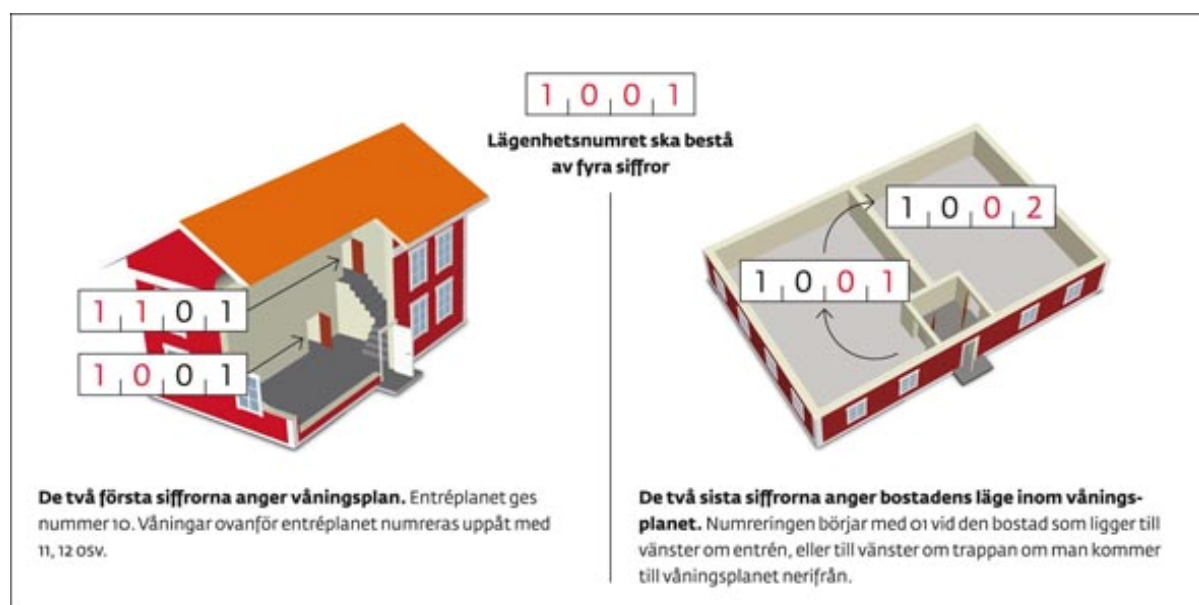 1 0 0 1
Lägenhetsnumret ska bestå
av fyra siffror
1 1 0 1
1 0 0 1
De två första siffrorna anger våningsplan. Entréplanet ges
nummer 10. Våningar ovanför entréplanet numreras uppåt med
11, 12 osv.
1 0 0 2
1 0 0 1
De två sista siffrorna anger bostadens läge inom vånings-
planet. Numreringen börjar med 01 vid den bostad som ligger till
vänster om entrén, eller till vänster om trappan om man kommer
till våningsplanet nerifrån.